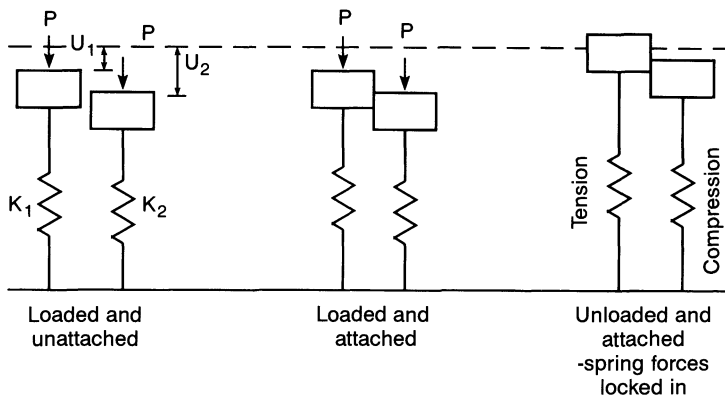 P
P
U1
U2
P
P
K1
K2
Tension
Compression
Loaded and
unattached
Loaded and
attached
Unloaded and
attached
-spring forces
locked in